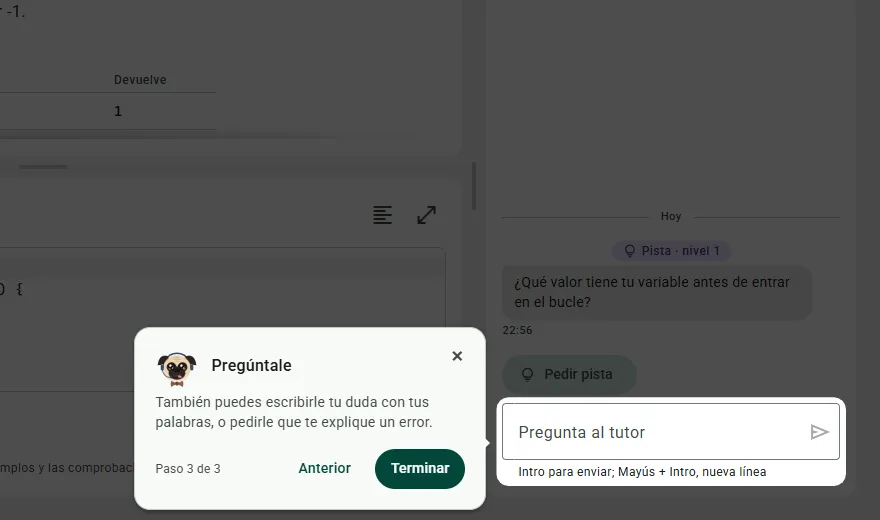 -1.
Devuelve
1
Hoy
Pista · nivel 1
¿Qué valor tiene tu variable antes de entrar
en el bucle?
22:56
{
Pedir pista
Pregúntale
También puedes escribirle tu duda con tus
palabras, o pedirle que te explique un error.
Paso 3 de 3
Anterior
Terminar
Pregunta al tutor
Intro para enviar; Mayús + Intro, nueva línea
y las